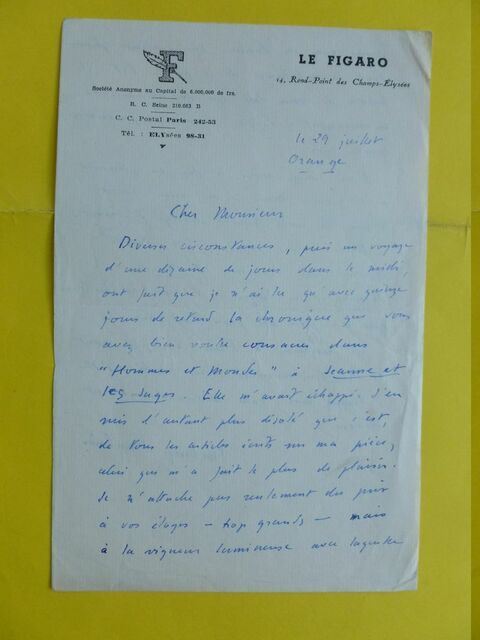 F
Société Anonyme au Capital de 6.000.000 de frs.
R. C. Seine 210.083 B
C. C. Postal Paris 242-53
Tél. : ELYsées 98-31
LE FIGARO
14, Rond-Point des Champs-Élysées
le 29 juillet
Orange
Cher Monsieur
Diverses circonstances, puis un voyage
d'une dizaine de jours dans le midi,
ont fait que je n'ai lu qu'avec quinze
jours de retard la chronique que vous
avez bien voulu consacrer dans
"Hommes et Mondes" à Jeanne et
les Juges. Elle m'avait échappé. J'en
suis d'autant plus désolé que c'est,
de tous les articles écrits sur ma pièce,
celui qui m'a fait le plus de plaisir.
Je n'attache pas seulement du prix
à vos éloges — trop grands — mais
à la vigueur lumineuse avec laquelle